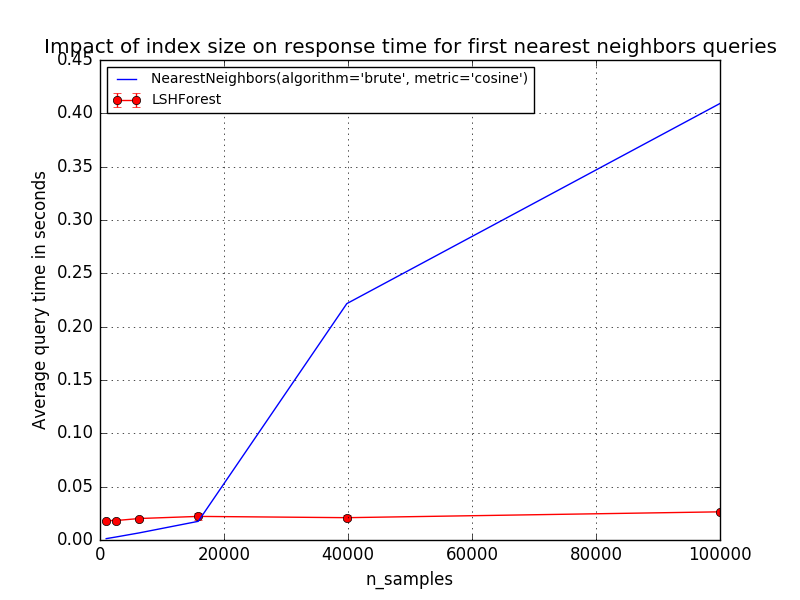 Impact of index size on response time for first nearest neighbors queries
0.45
NearestNeighbors(algorithm='brute', metric='cosine')
LSHForest
0.40
0.35
0.30
0.25
0.20
0.15
0.10
0.05
0.00
Average query time in seconds
0 20000 40000 60000 80000 100000
n_samples